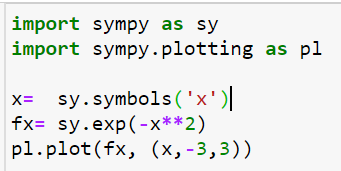 import sympy as sy
import sympy.plotting as pl
x=  sy.symbols('x')
fx= sy.exp(-x**2)
pl.plot(fx, (x,-3,3))